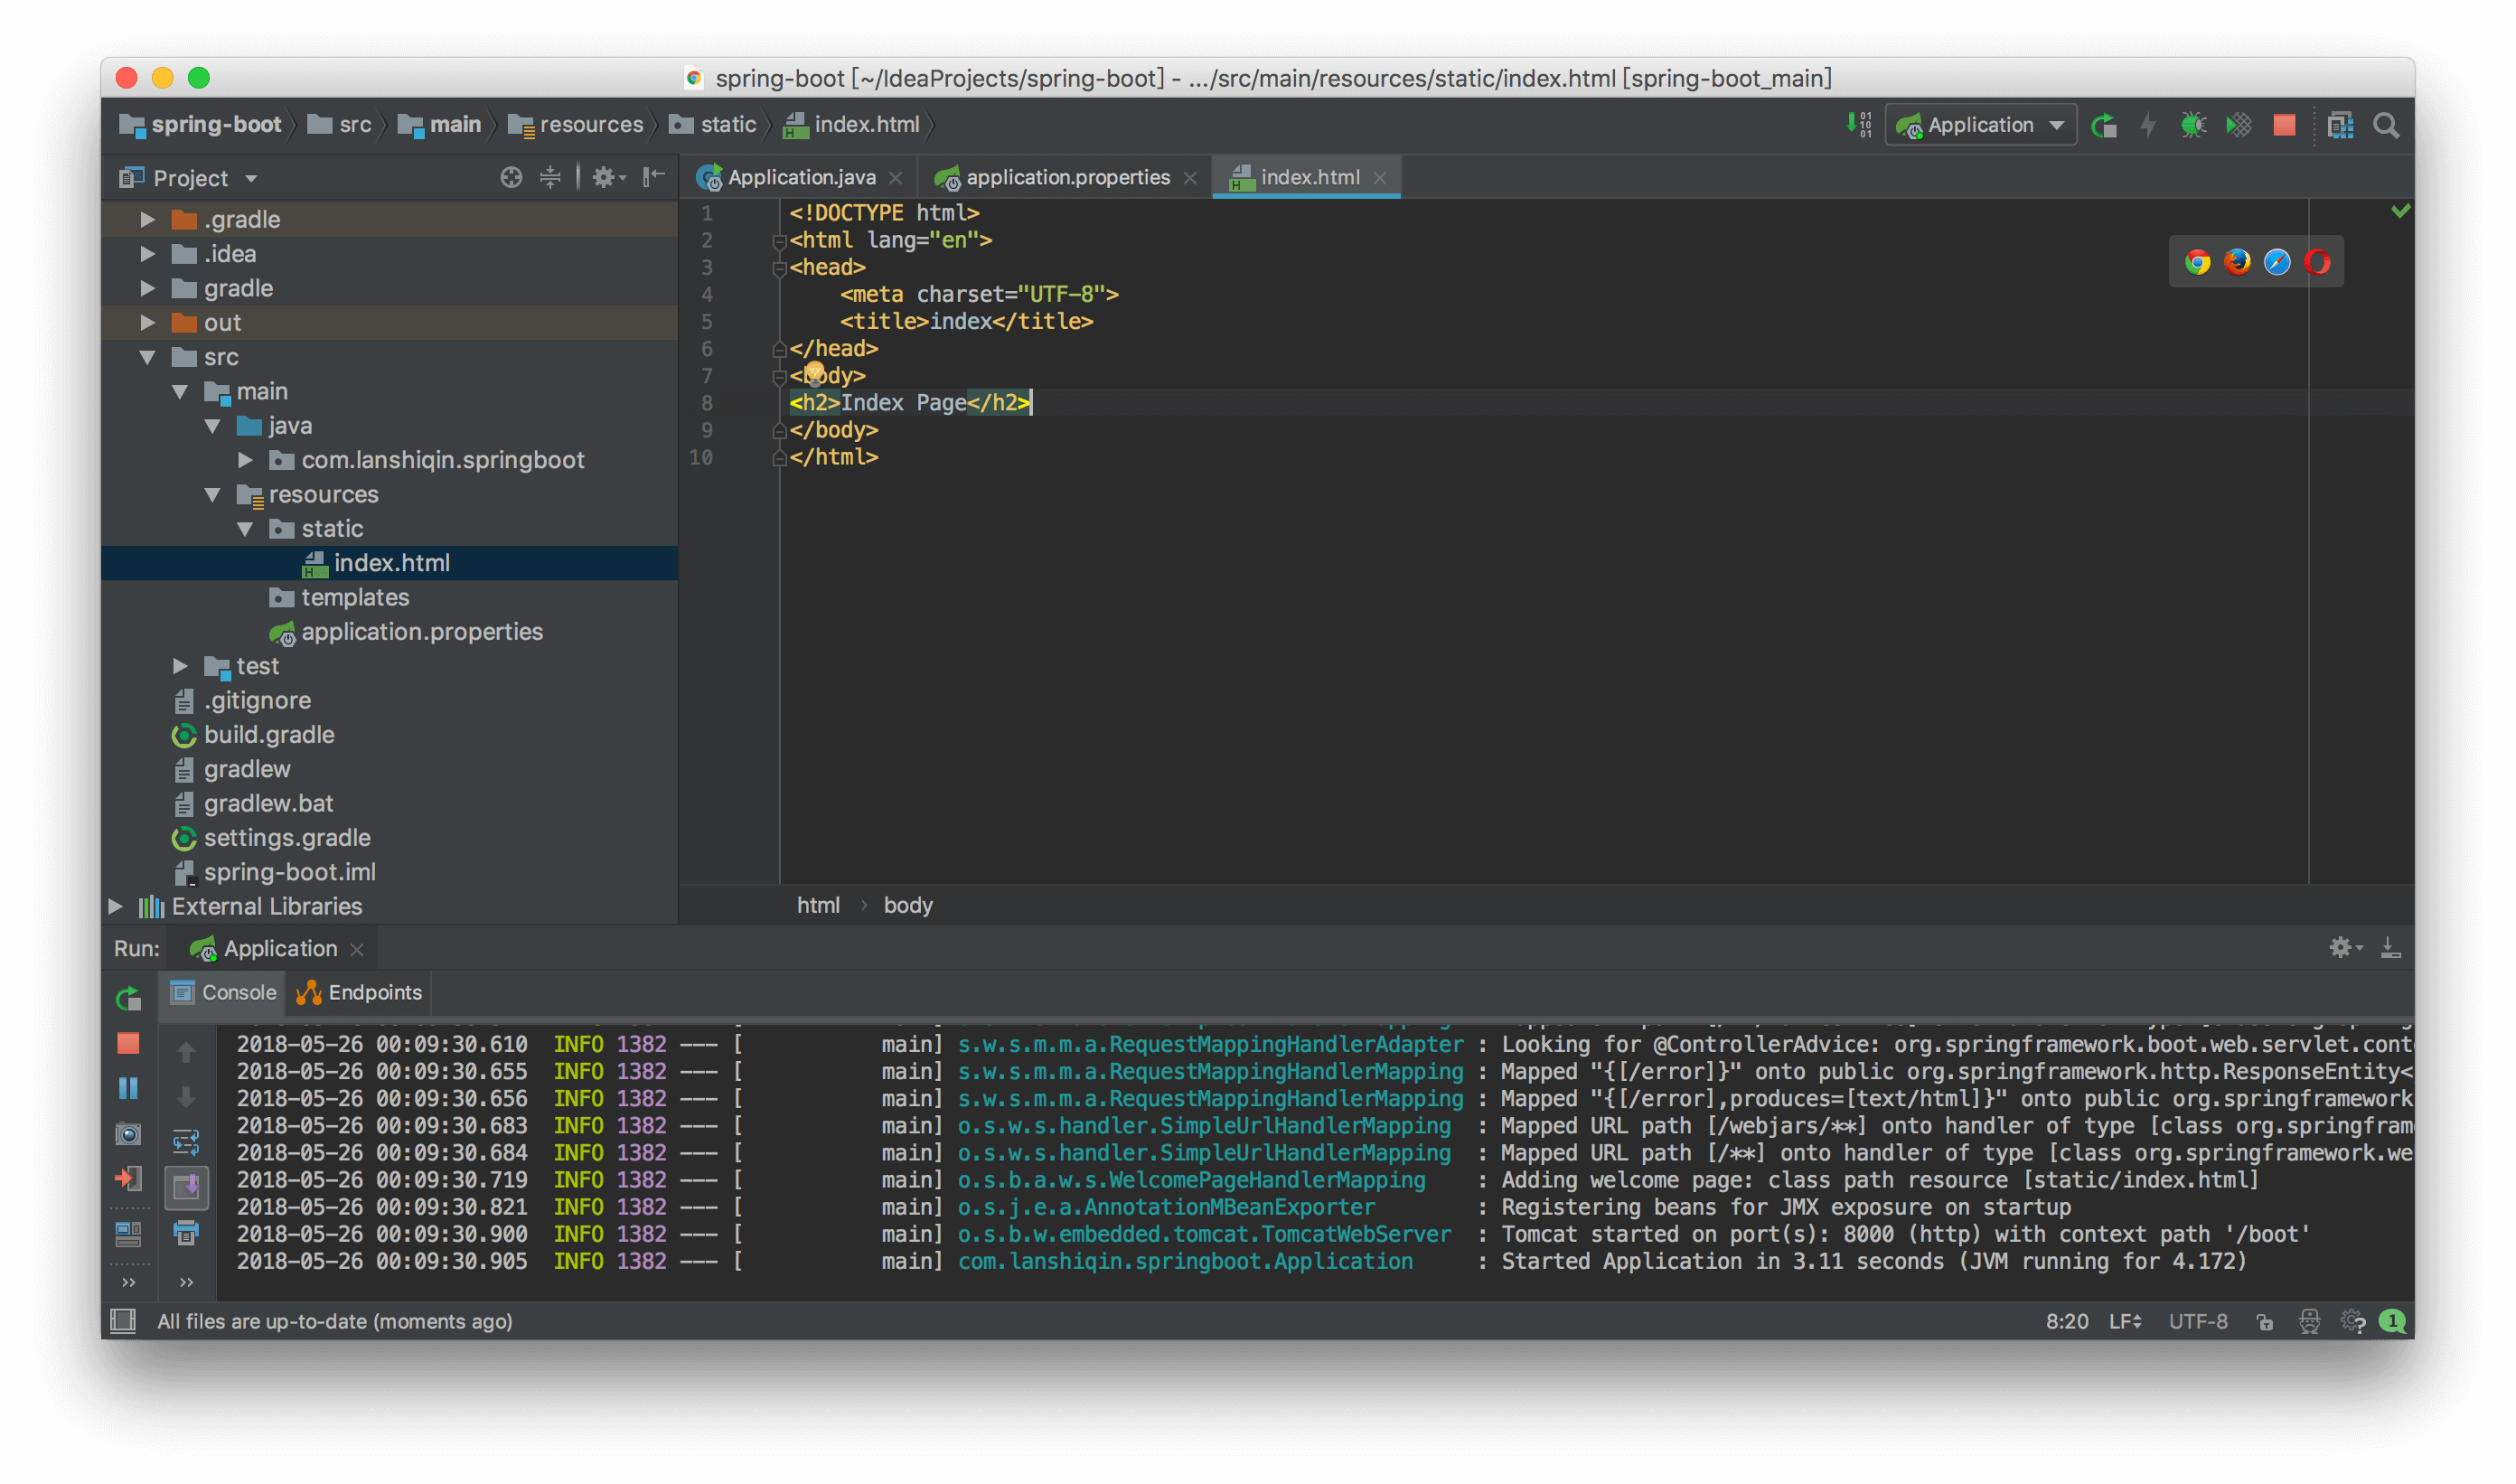 spring-boot [~/IdeaProjects/spring-boot] - .../src/main/resources/static/index.html [spring-boot_main]
spring-boot src main resources static index.html
Application
Project
Application.java application.properties index.html
.gradle
.idea
gradle
out
src
main
java
com.lanshiqin.springboot
resources
static
index.html
templates
application.properties
test
.gitignore
build.gradle
gradlew
gradlew.bat
settings.gradle
spring-boot.iml
External Libraries
1 <!DOCTYPE html>
2 <html lang="en">
3 <head>
4 <meta charset="UTF-8">
5 <title>index</title>
6 </head>
7 <body>
8 <h2>Index Page</h2>
9 </body>
10 </html>
html › body
Run: Application
Console Endpoints
2018-05-26 00:09:30.610 INFO 1382 --- [ main] s.w.s.m.m.a.RequestMappingHandlerAdapter : Looking for @ControllerAdvice: org.springframework.boot.web.servlet.conte
2018-05-26 00:09:30.655 INFO 1382 --- [ main] s.w.s.m.m.a.RequestMappingHandlerMapping : Mapped "{[/error]}" onto public org.springframework.http.ResponseEntity<
2018-05-26 00:09:30.656 INFO 1382 --- [ main] s.w.s.m.m.a.RequestMappingHandlerMapping : Mapped "{[/error],produces=[text/html]}" onto public org.springframework
2018-05-26 00:09:30.683 INFO 1382 --- [ main] o.s.w.s.handler.SimpleUrlHandlerMapping : Mapped URL path [/webjars/**] onto handler of type [class org.springfram
2018-05-26 00:09:30.684 INFO 1382 --- [ main] o.s.w.s.handler.SimpleUrlHandlerMapping : Mapped URL path [/**] onto handler of type [class org.springframework.we
2018-05-26 00:09:30.719 INFO 1382 --- [ main] o.s.b.a.w.s.WelcomePageHandlerMapping : Adding welcome page: class path resource [static/index.html]
2018-05-26 00:09:30.821 INFO 1382 --- [ main] o.s.j.e.a.AnnotationMBeanExporter : Registering beans for JMX exposure on startup
2018-05-26 00:09:30.900 INFO 1382 --- [ main] o.s.b.w.embedded.tomcat.TomcatWebServer : Tomcat started on port(s): 8000 (http) with context path '/boot'
2018-05-26 00:09:30.905 INFO 1382 --- [ main] com.lanshiqin.springboot.Application : Started Application in 3.11 seconds (JVM running for 4.172)
All files are up-to-date (moments ago) 8:20 LF UTF-8 1